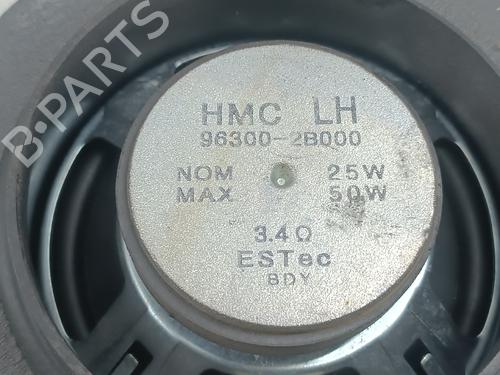 B-PARTS
HMC LH
96300-2B000
NOM 25W
MAX 50W
3.4Ω
ESTec
BDY